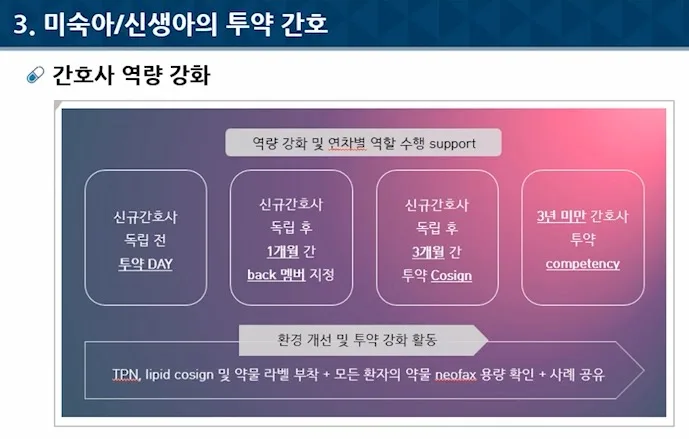 3. 미숙아/신생아의 투약 간호
간호사 역량 강화
역량 강화 및 연차별 역할 수행 support
신규간호사
독립 전
투약 DAY
신규간호사
독립 후
1개월 간
back 멤버 지정
신규간호사
독립 후
3개월 간
투약 Cosign
3년 미만 간호사
투약
competency
환경 개선 및 투약 강화 활동
TPN, lipid cosign 및 약물 라벨 부착 + 모든 환자의 약물 neofax 용량 확인 + 사례 공유